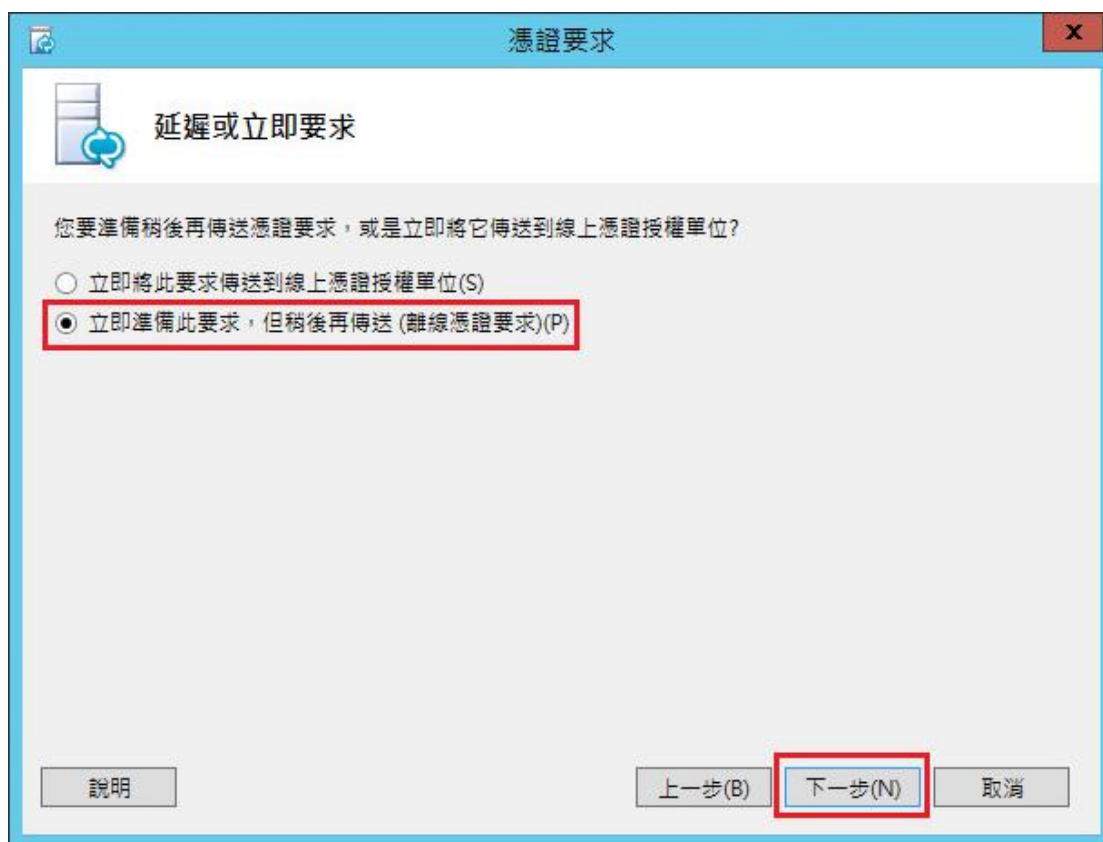 憑證要求
x
延遲或立即要求
您要準備稍後再傳送憑證要求，或是立即將它傳送到線上憑證授權單位?
立即將此要求傳送到線上憑證授權單位(S)
立即準備此要求，但稍後再傳送 (離線憑證要求)(P)
說明
上一步(B)
下一步(N)
取消